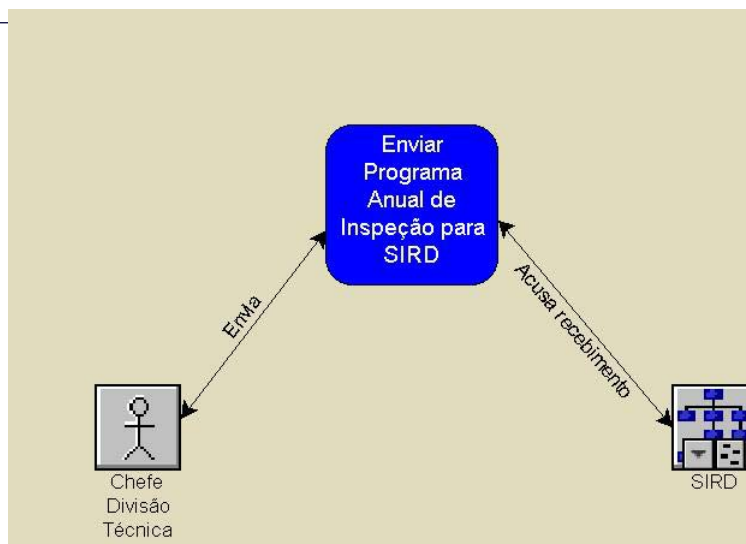 Enviar
Programa
Anual de
Inspeção para
SIRD
Envia
Acusa recebimento
Chefe
Divisão
Técnica
SIRD